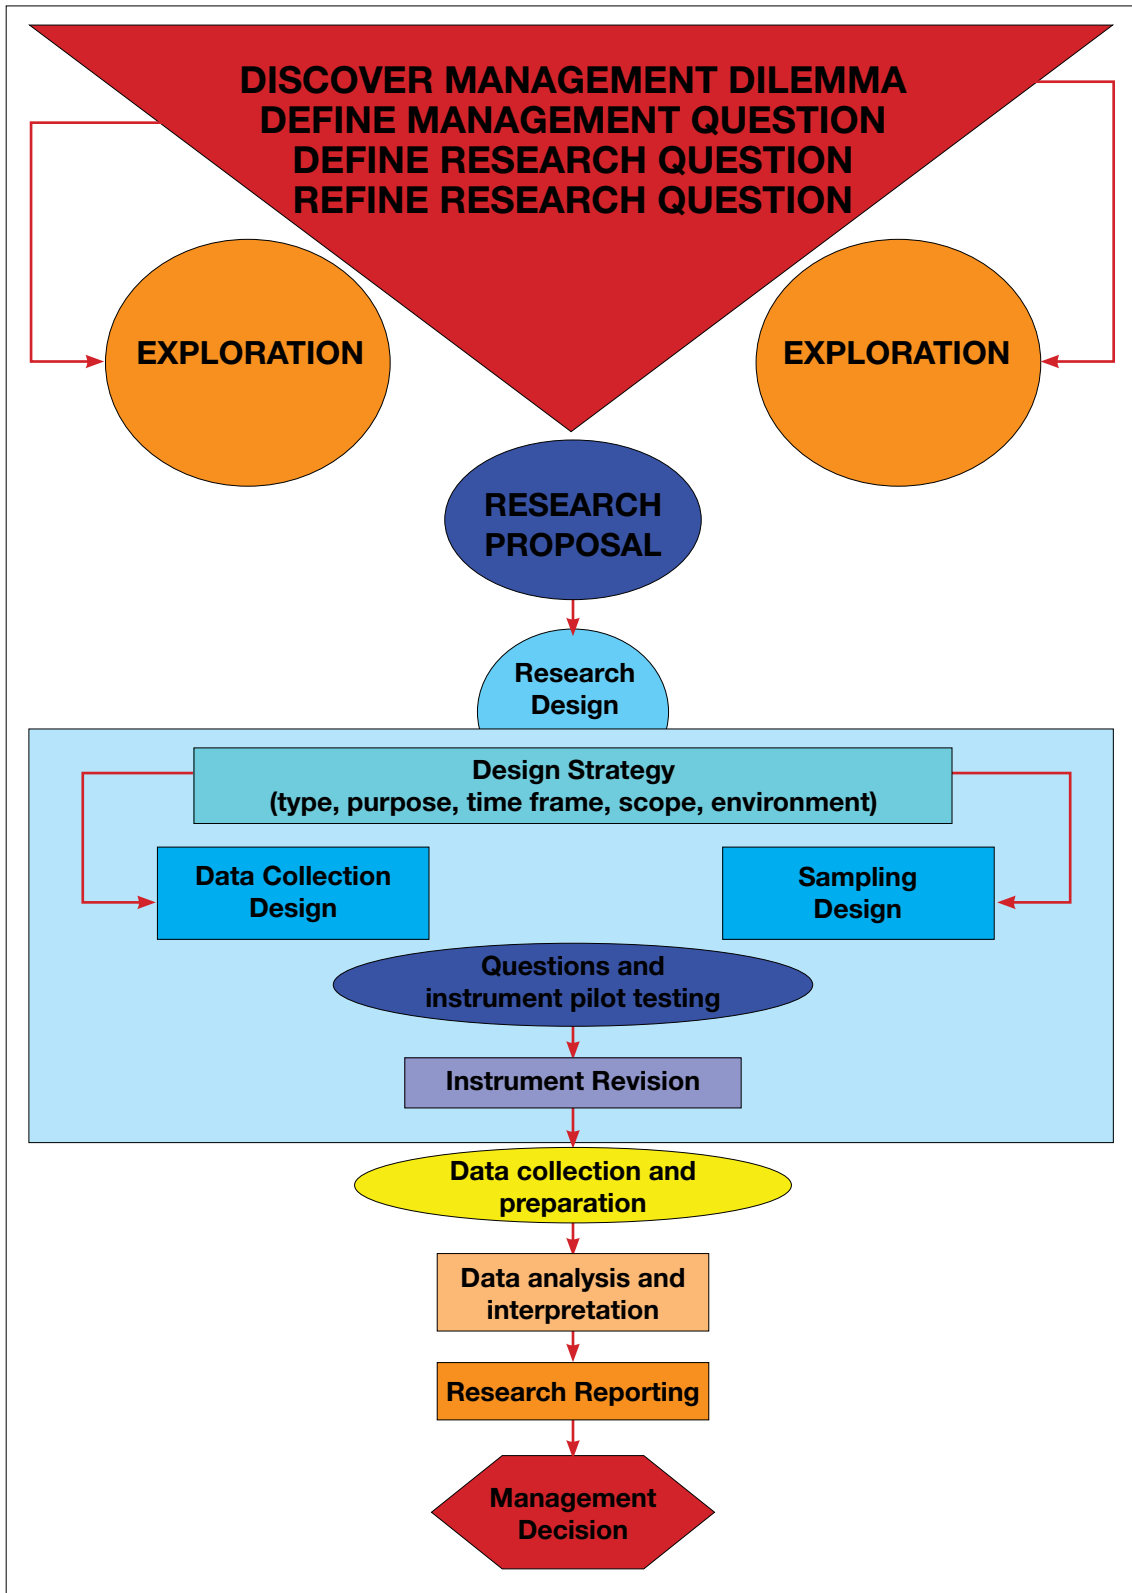 DISCOVER MANAGEMENT DILEMMA
DEFINE MANAGEMENT QUESTION
DEFINE RESEARCH QUESTION
REFINE RESEARCH QUESTION
EXPLORATION
EXPLORATION
RESEARCH
PROPOSAL
Research
Design
Design Strategy
(type, purpose, time frame, scope, environment)
Data Collection
Design
Sampling
Design
Questions and
instrument pilot testing
Instrument Revision
Data collection and
preparation
Data analysis and
interpretation
Research Reporting
Management
Decision